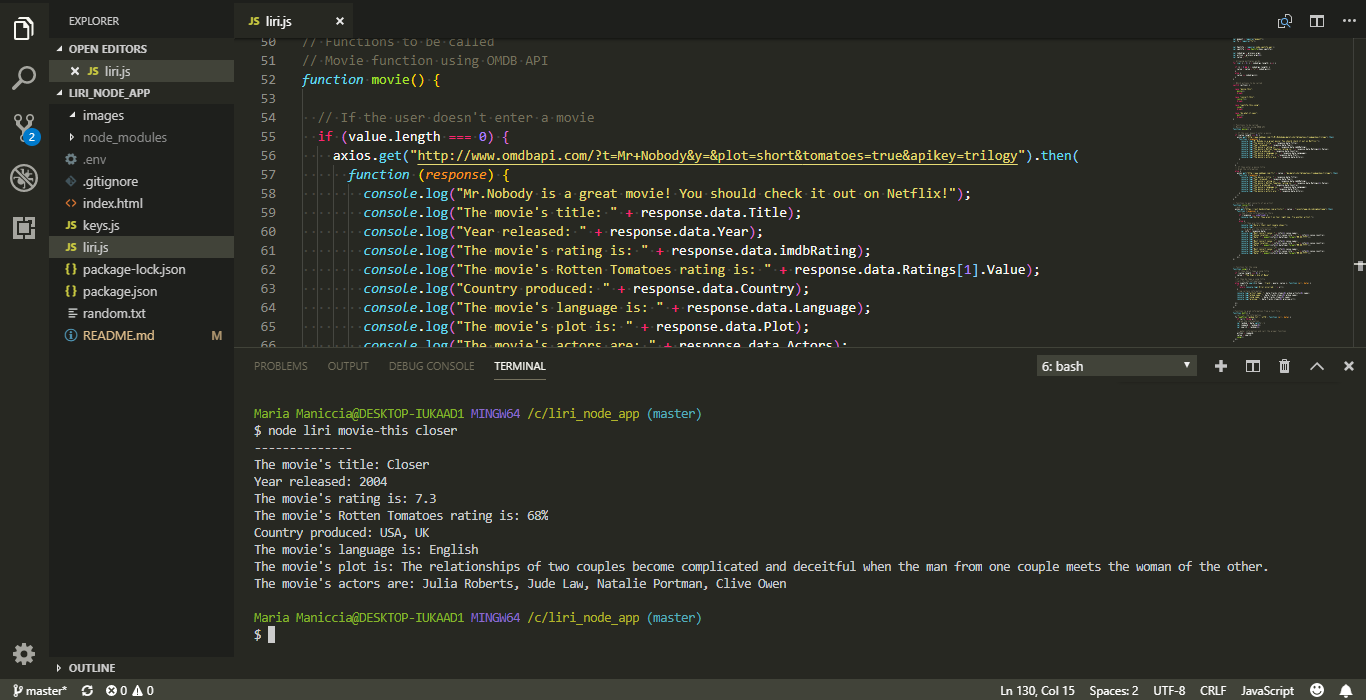 EXPLORER
OPEN EDITORS
JS liri.js
LIRI_NODE_APP
images
node_modules
.env
.gitignore
<> index.html
JS keys.js
JS liri.js
{} package-lock.json
{} package.json
random.txt
README.md M
OUTLINE
2
JS liri.js
50 // Functions to be called
51 // Movie function using OMDB API
52 function movie() {
53
54 // If the user doesn't enter a movie
55 if (value.length === 0) {
56 axios.get("http://www.omdbapi.com/?t=Mr+Nobody&y=&plot=short&tomatoes=true&apikey=trilogy").then(
57 function (response) {
58 console.log("Mr.Nobody is a great movie! You should check it out on Netflix!");
59 console.log("The movie's title: " + response.data.Title);
60 console.log("Year released: " + response.data.Year);
61 console.log("The movie's rating is: " + response.data.imdbRating);
62 console.log("The movie's Rotten Tomatoes rating is: " + response.data.Ratings[1].Value);
63 console.log("Country produced: " + response.data.Country);
64 console.log("The movie's language is: " + response.data.Language);
65 console.log("The movie's plot is: " + response.data.Plot);
66 console.log("The movie's actors are: " + response.data.Actors);
PROBLEMS OUTPUT DEBUG CONSOLE TERMINAL 6: bash
Maria Maniccia@DESKTOP-IUKAAD1 MINGW64 /c/liri_node_app (master)
$ node liri movie-this closer
--------------
The movie's title: Closer
Year released: 2004
The movie's rating is: 7.3
The movie's Rotten Tomatoes rating is: 68%
Country produced: USA, UK
The movie's language is: English
The movie's plot is: The relationships of two couples become complicated and deceitful when the man from one couple meets the woman of the other.
The movie's actors are: Julia Roberts, Jude Law, Natalie Portman, Clive Owen
Maria Maniccia@DESKTOP-IUKAAD1 MINGW64 /c/liri_node_app (master)
$
master* 0 0 Ln 130, Col 15 Spaces: 2 UTF-8 CRLF JavaScript